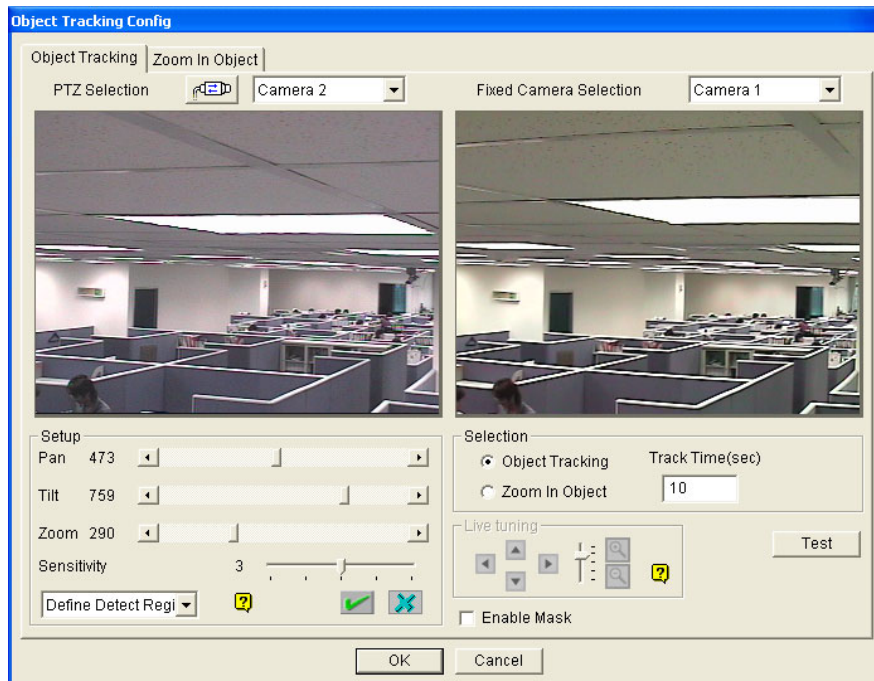 Object Tracking Config
Object Tracking
Zoom In Object
PTZ Selection
Camera 2
Fixed Camera Selection
Camera 1
Setup
Pan 473
Tilt 759
Zoom 290
Sensitivity 3
Define Detect Regi
Selection
Object Tracking
Track Time(sec)
Zoom In Object
10
Live tuning
Test
Enable Mask
OK
Cancel